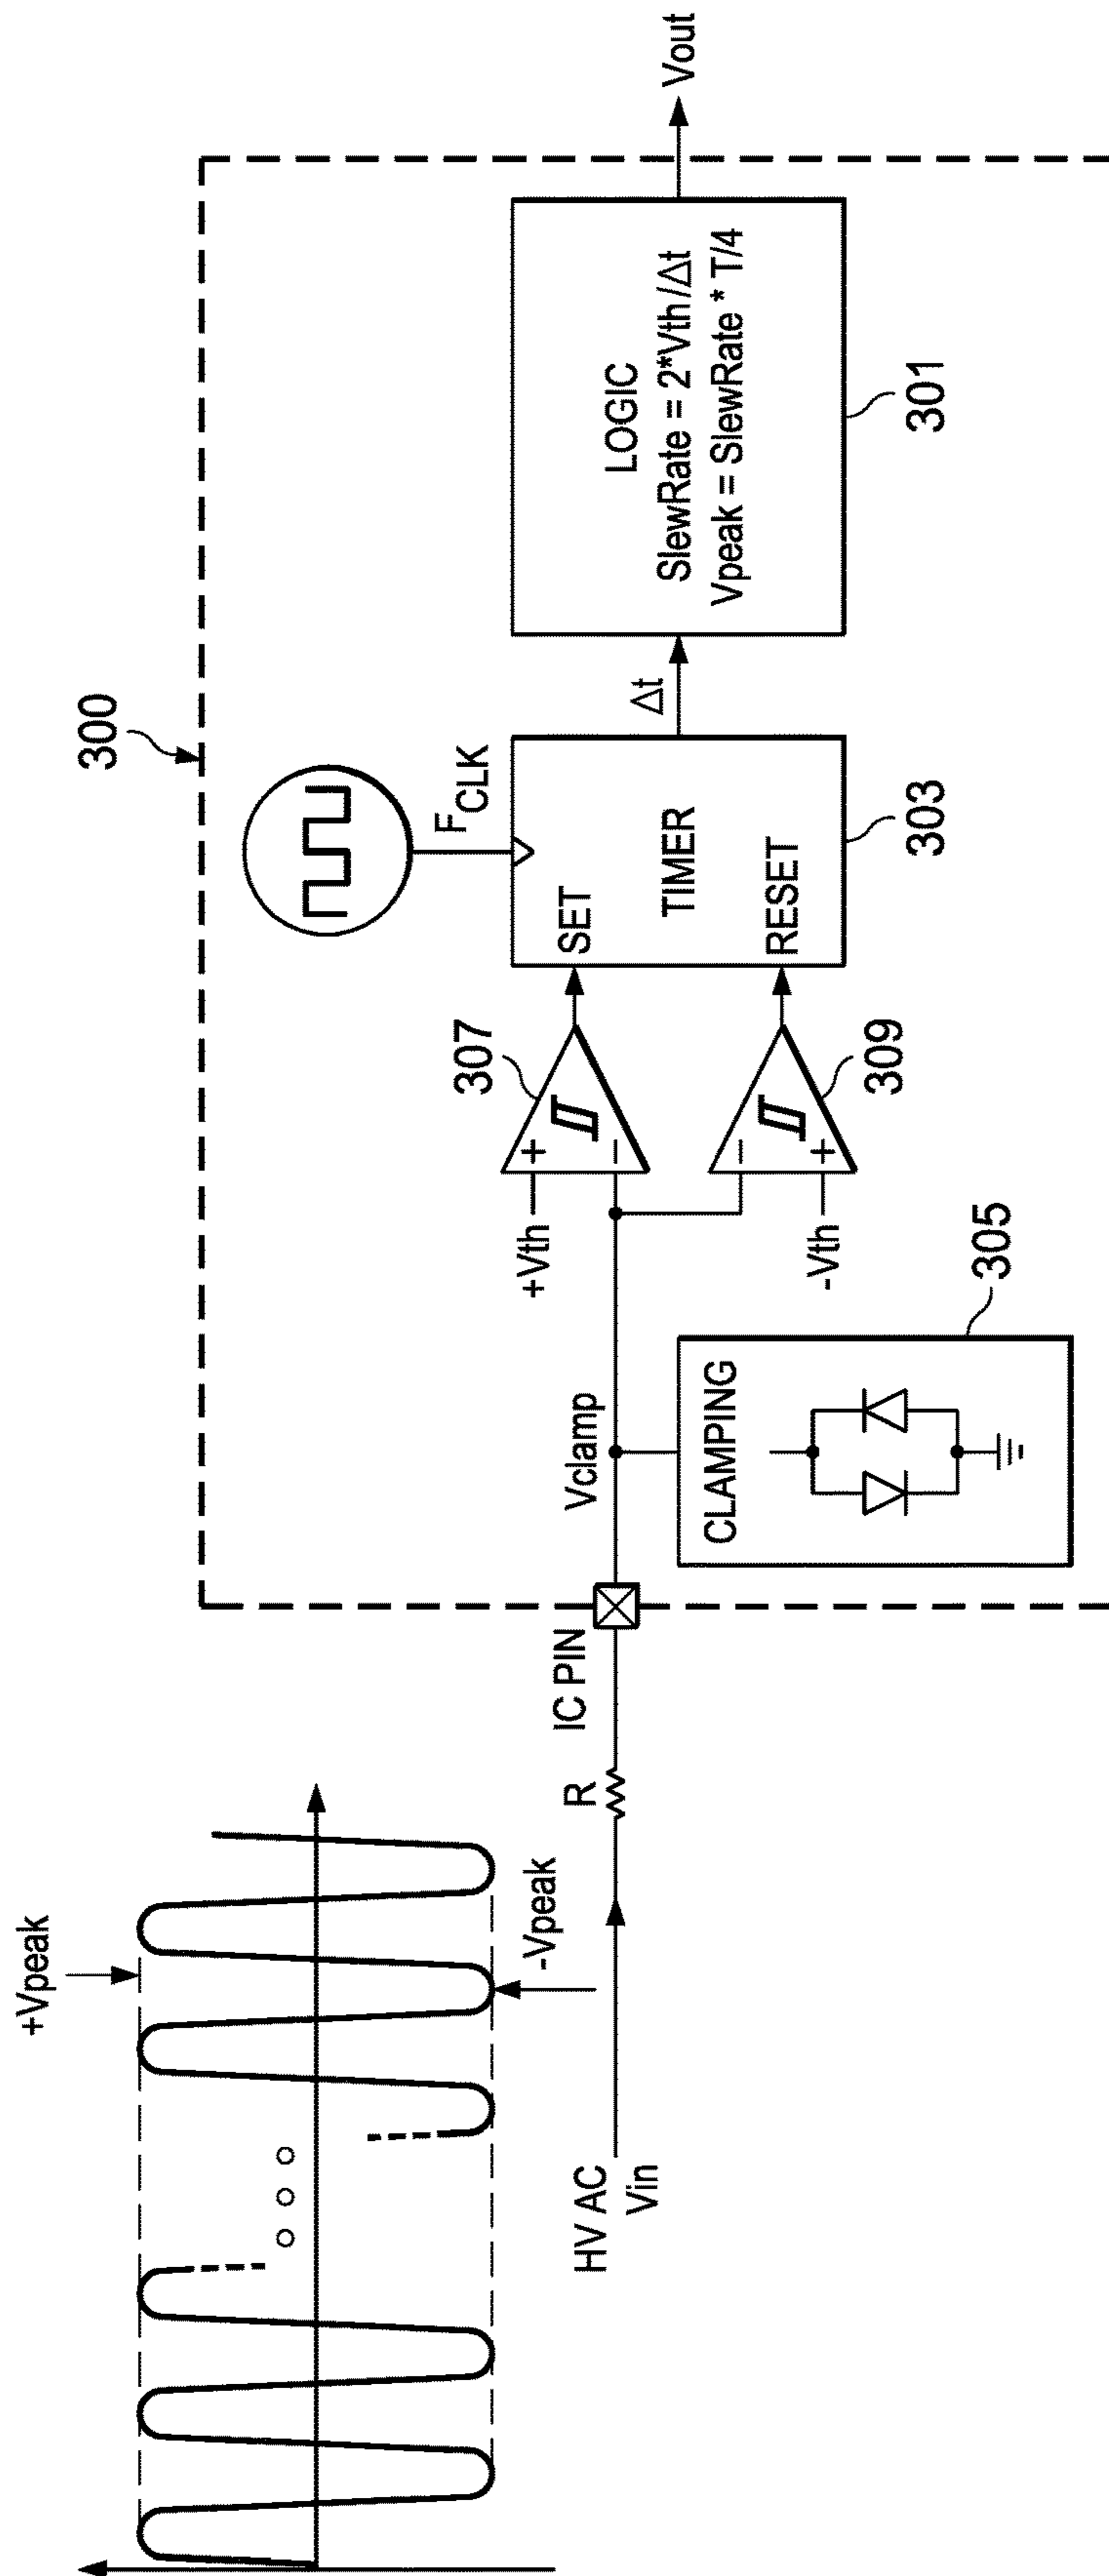 +Vpeak
-Vpeak
HV AC
Vin
R
IC PIN
300
Vclamp
CLAMPING
305
+Vth
+
−
307
−
+
-Vth
309
FCLK
SET
TIMER
RESET
303
Δt
LOGIC
SlewRate = 2*Vth/Δt
Vpeak = SlewRate * T/4
301
Vout